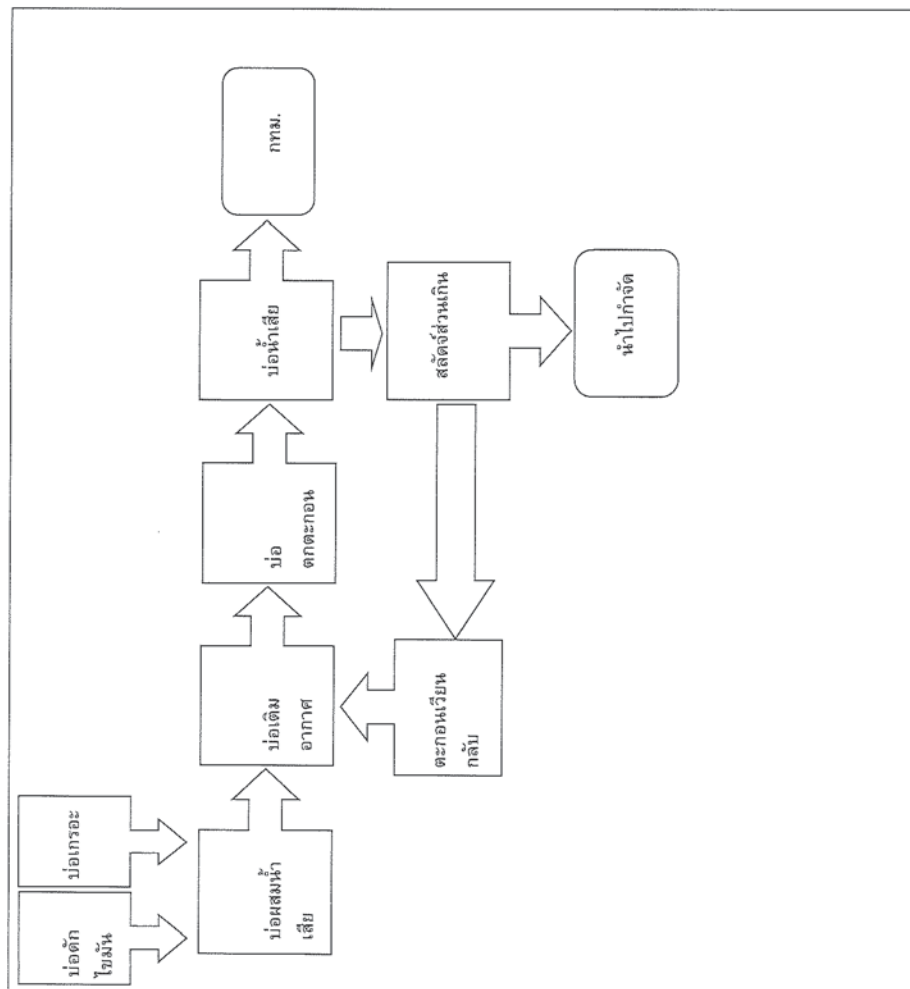 บ่อดัก
ไขมัน
บ่อเกรอะ
บ่อผสมน้ำ
เสีย
บ่อเติม
อากาศ
บ่อ
ตกตะกอน
บ่อน้ำเสีย
กทม.
ตะกอนเวียน
กลับ
สลัดจ์ส่วนเกิน
นำไปกำจัด